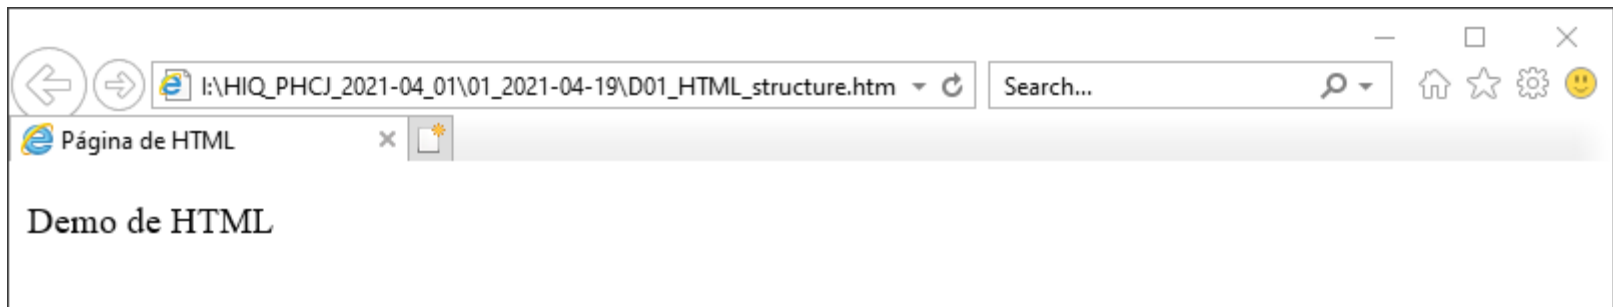 I:\HIQ_PHCJ_2021-04_01\01_2021-04-19\D01_HTML_structure.htm
Search...
Página de HTML
Demo de HTML